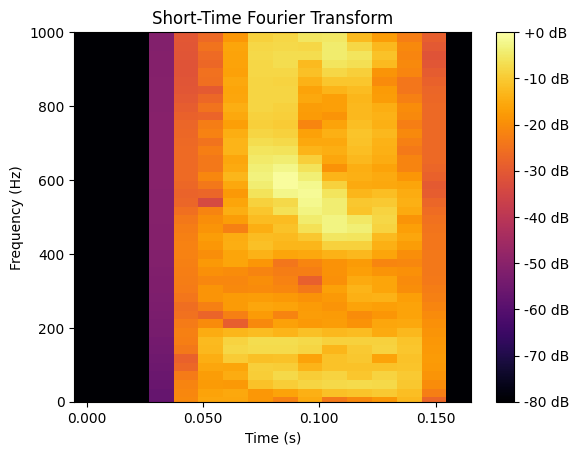 Short-Time Fourier Transform
1000
800
600
400
200
0
Frequency (Hz)
0.000
0.050
0.100
0.150
Time (s)
+0 dB
-10 dB
-20 dB
-30 dB
-40 dB
-50 dB
-60 dB
-70 dB
-80 dB